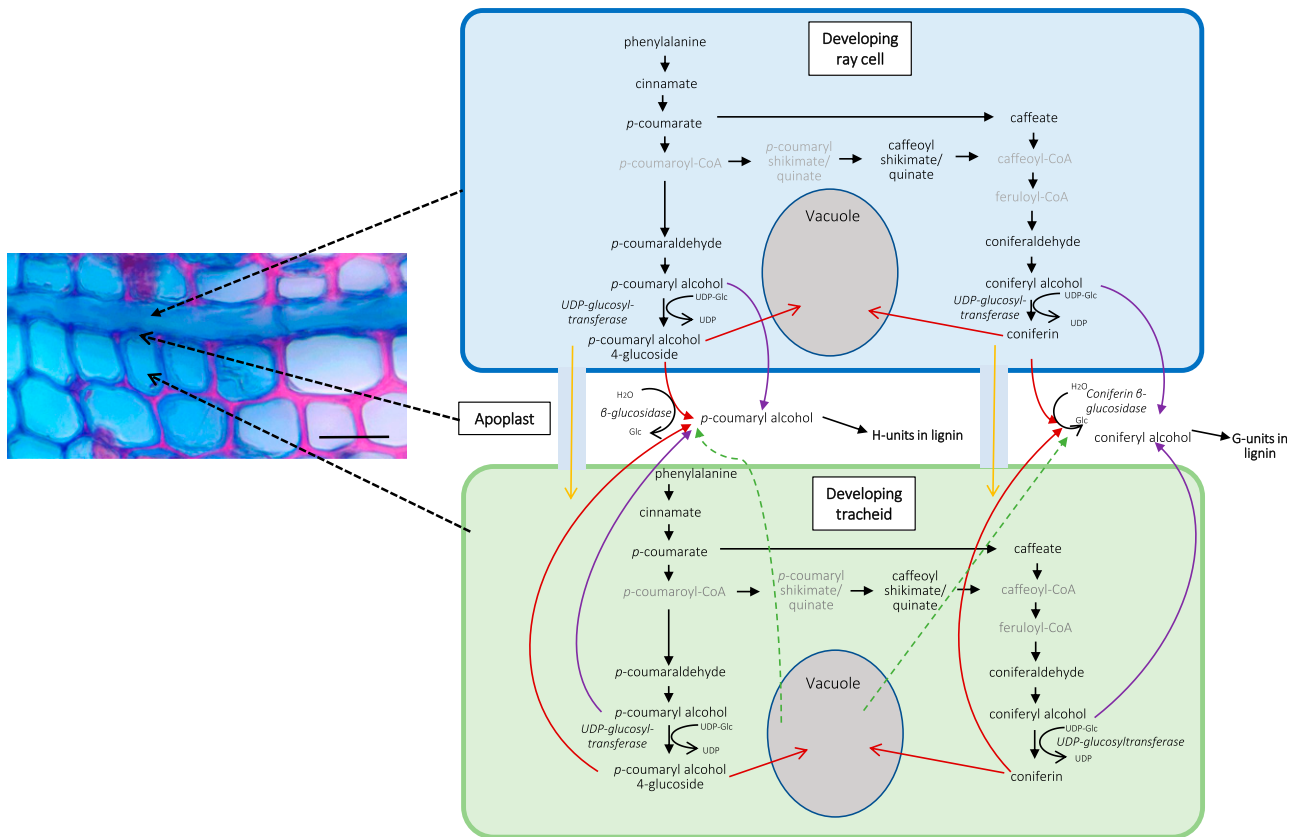 Developing
ray cell
phenylalanine
cinnamate
p-coumarate
caffeate
p-coumaroyl-CoA
p-coumaryl
shikimate/
quinate
caffeoyl
shikimate/
quinate
caffeoyl-CoA
feruloyl-CoA
Vacuole
p-coumaraldehyde
coniferaldehyde
p-coumaryl alcohol
coniferyl alcohol
UDP-glucosyl-
transferase
UDP-Glc
UDP
UDP-glucosyl-
transferase
UDP-Glc
UDP
p-coumaryl alcohol
4-glucoside
coniferin
Apoplast
H2O
β-glucosidase
Glc
p-coumaryl alcohol
H-units in lignin
H2O
Coniferin β-
glucosidase
Glc
coniferyl alcohol
G-units in
lignin
Developing
tracheid
phenylalanine
cinnamate
p-coumarate
caffeate
p-coumaroyl-CoA
p-coumaryl
shikimate/
quinate
caffeoyl
shikimate/
quinate
caffeoyl-CoA
feruloyl-CoA
Vacuole
p-coumaraldehyde
coniferaldehyde
p-coumaryl alcohol
coniferyl alcohol
UDP-glucosyl-
transferase
UDP-Glc
UDP
UDP-Glc
UDP-glucosyltransferase
UDP
p-coumaryl alcohol
4-glucoside
coniferin